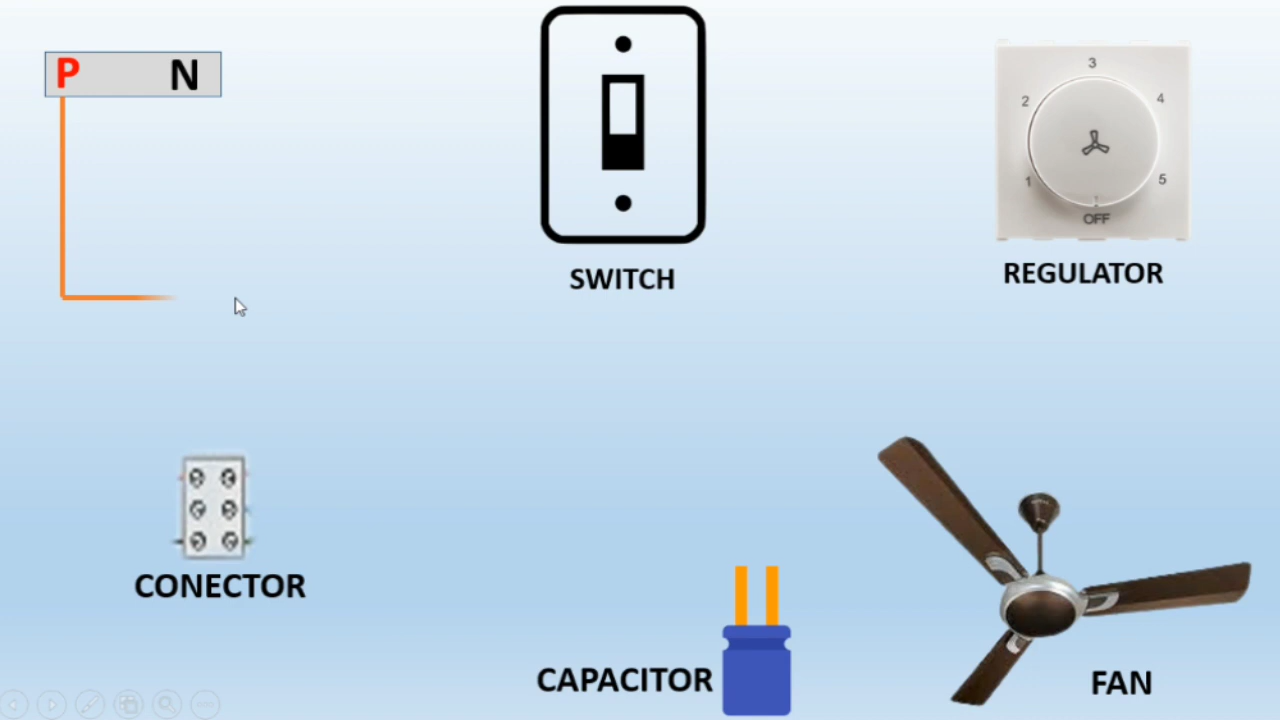 P N
SWITCH
3
2 4
1 5
OFF
REGULATOR
CONECTOR
CAPACITOR
FAN